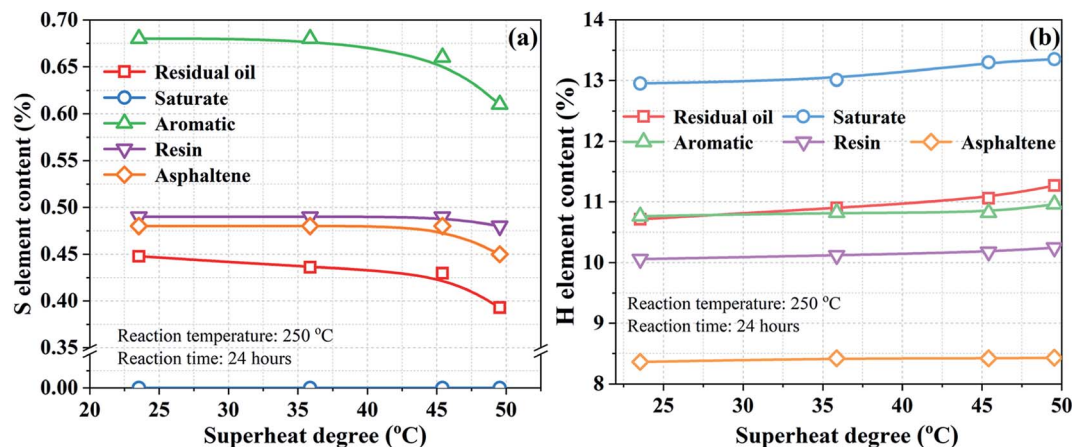 (a)
S element content (%)
0.70
0.65
0.60
0.55
0.50
0.45
0.40
0.35
0.00
Residual oil
Saturate
Aromatic
Resin
Asphaltene
Reaction temperature: 250 °C
Reaction time: 24 hours
20 25 30 35 40 45 50
Superheat degree (°C)
(b)
H element content (%)
14
13
12
11
10
9
8
Residual oil Saturate
Aromatic Resin Asphaltene
Reaction temperature: 250 °C
Reaction time: 24 hours
25 30 35 40 45 50
Superheat degree (°C)